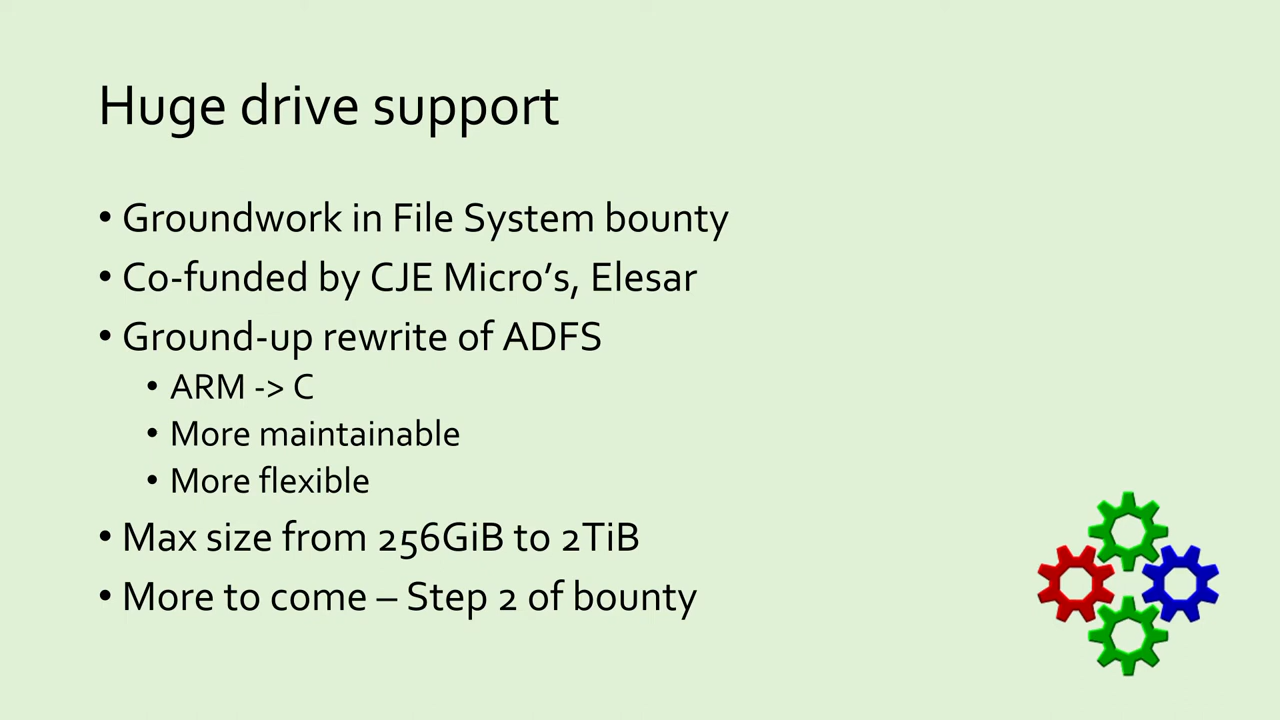 Huge drive support
• Groundwork in File System bounty
• Co-funded by CJE Micro’s, Elesar
• Ground-up rewrite of ADFS
• ARM -> C
• More maintainable
• More flexible
• Max size from 256GiB to 2TiB
• More to come – Step 2 of bounty